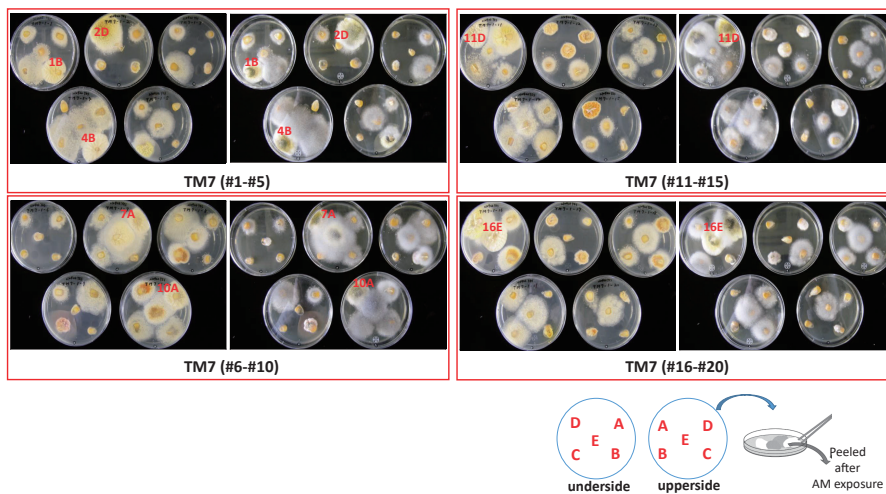 2D
1B
4B
2D
1B
4B
TM7 (#1-#5)
11D
11D
TM7 (#11-#15)
7A
10A
7A
10A
TM7 (#6-#10)
16E
16E
TM7 (#16-#20)
D A
E
C B
underside
A D
E
B C
upperside
Peeled
after
AM exposure